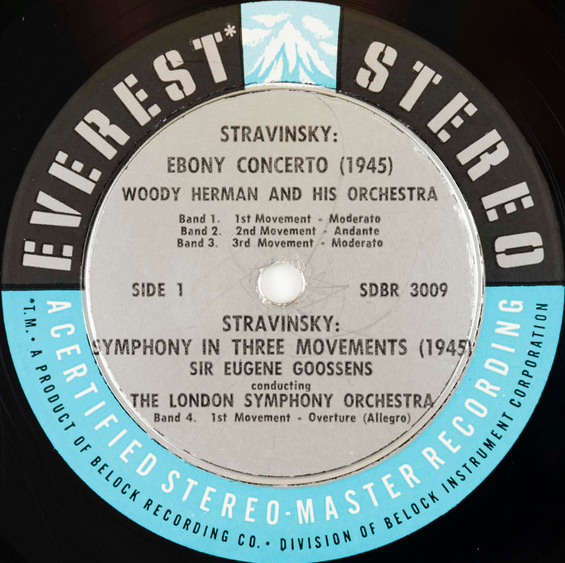 EVEREST* STEREO
STRAVINSKY:
EBONY CONCERTO (1945)
WOODY HERMAN AND HIS ORCHESTRA
Band 1. 1st Movement - Moderato
Band 2. 2nd Movement - Andante
Band 3. 3rd Movement - Moderato
SIDE 1 SDBR 3009
STRAVINSKY:
SYMPHONY IN THREE MOVEMENTS (1945)
SIR EUGENE GOOSSENS
conducting
THE LONDON SYMPHONY ORCHESTRA
Band 4. 1st Movement - Overture (Allegro)
A CERTIFIED STEREO-MASTER RECORDING
*T.M. • A PRODUCT OF BELOCK RECORDING CO. • DIVISION OF BELOCK INSTRUMENT CORPORATION